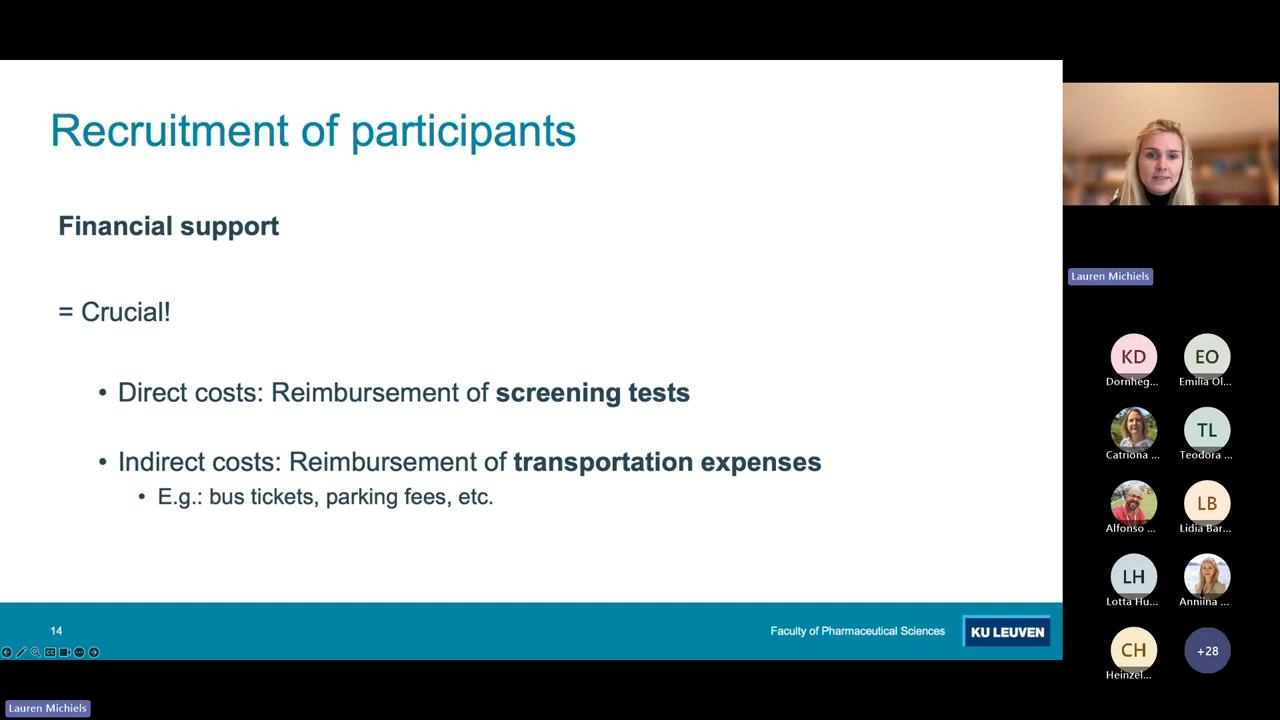 Recruitment of participants
Financial support
= Crucial!
• Direct costs: Reimbursement of screening tests
• Indirect costs: Reimbursement of transportation expenses
• E.g.: bus tickets, parking fees, etc.
14
Faculty of Pharmaceutical Sciences
KU LEUVEN
Lauren Michiels
Lauren Michiels
KD
EO
Dornheg...
Emilia Ol...
TL
Catriona ...
Teodora ...
LB
Alfonso ...
Lidia Bar...
LH
Lotta Hu...
Anniina ...
CH
+28
Heinzel...